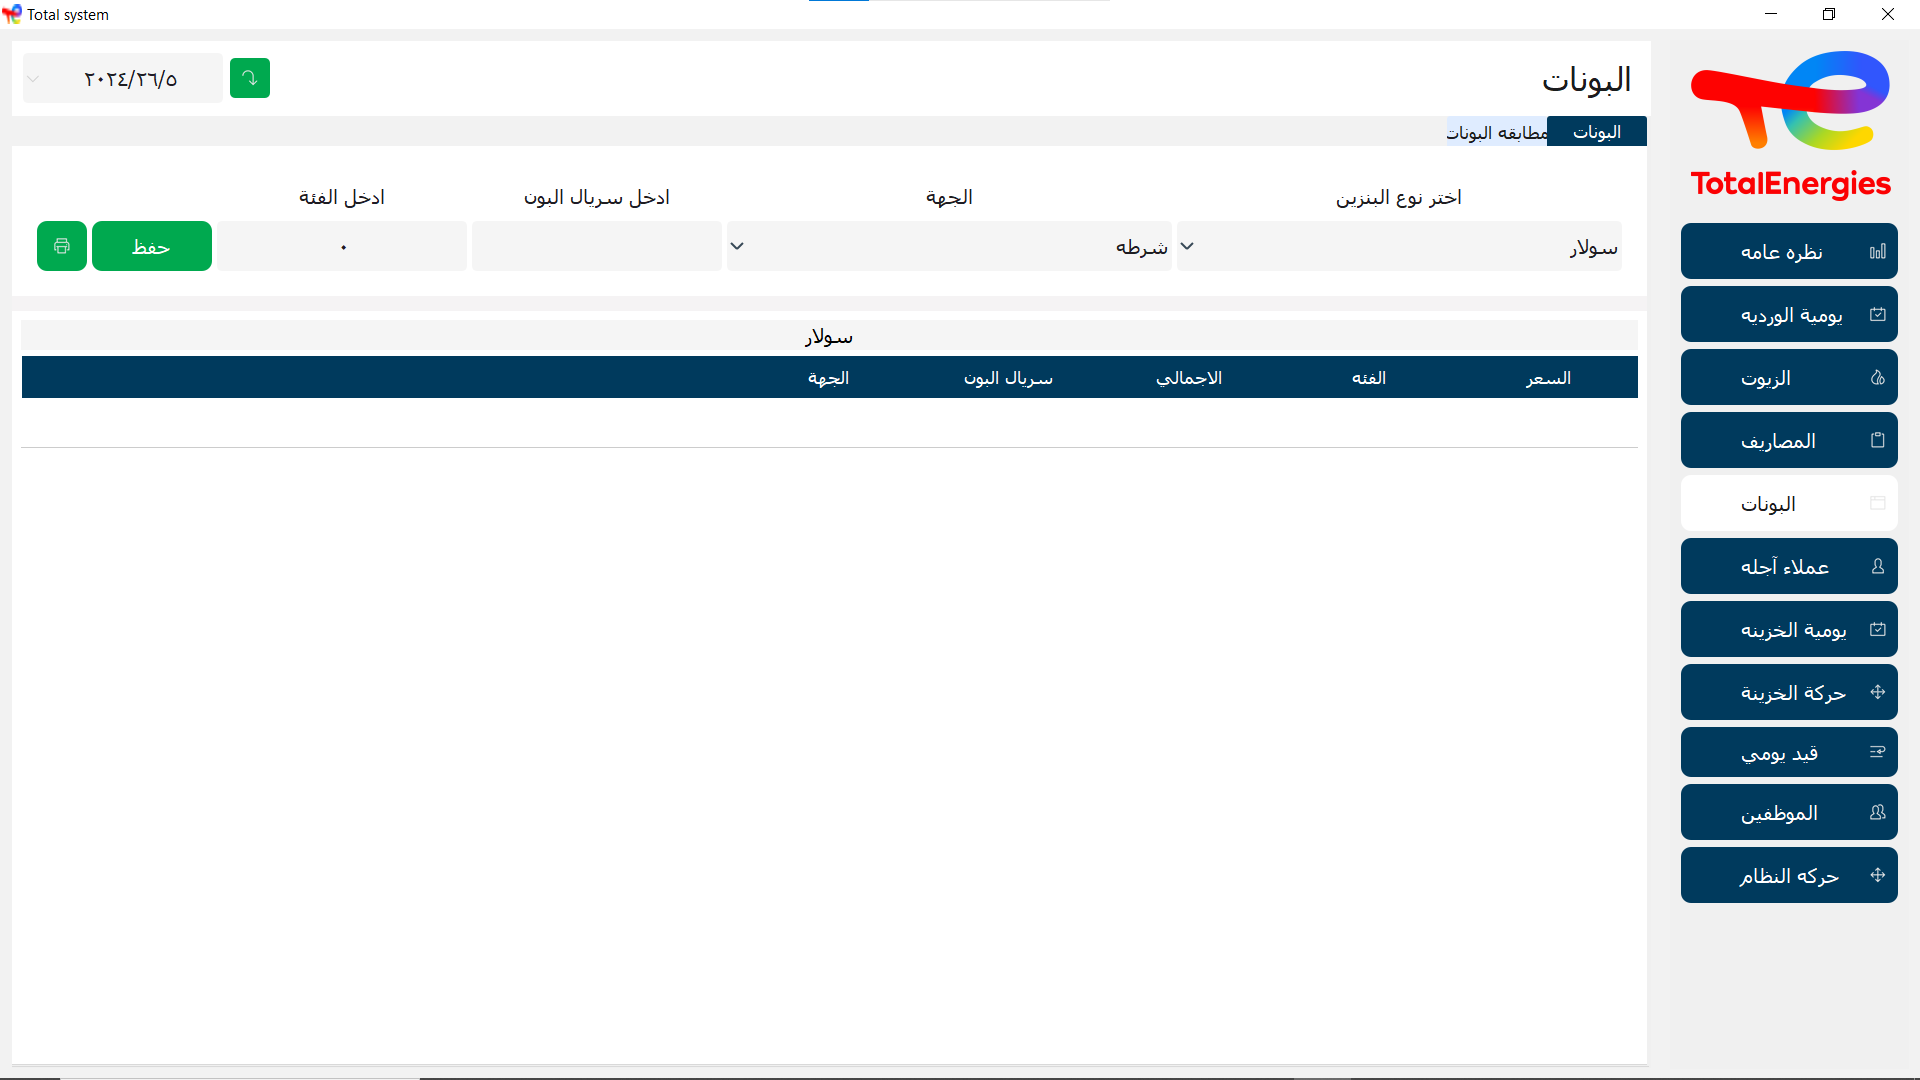 Total system
البونات
٢٠٢٤/٢٦/٥
البونات
مطابقه البونات
اختر نوع البنزين
الجهة
ادخل سريال البون
ادخل الفئة
سولار
شرطه
٠
حفظ
سولار
السعر
الفئه
الاجمالي
سريال البون
الجهة
TotalEnergies
نظره عامه
يومية الورديه
الزيوت
المصاريف
البونات
عملاء آجله
يومية الخزينه
حركة الخزينة
قيد يومي
الموظفين
حركه النظام